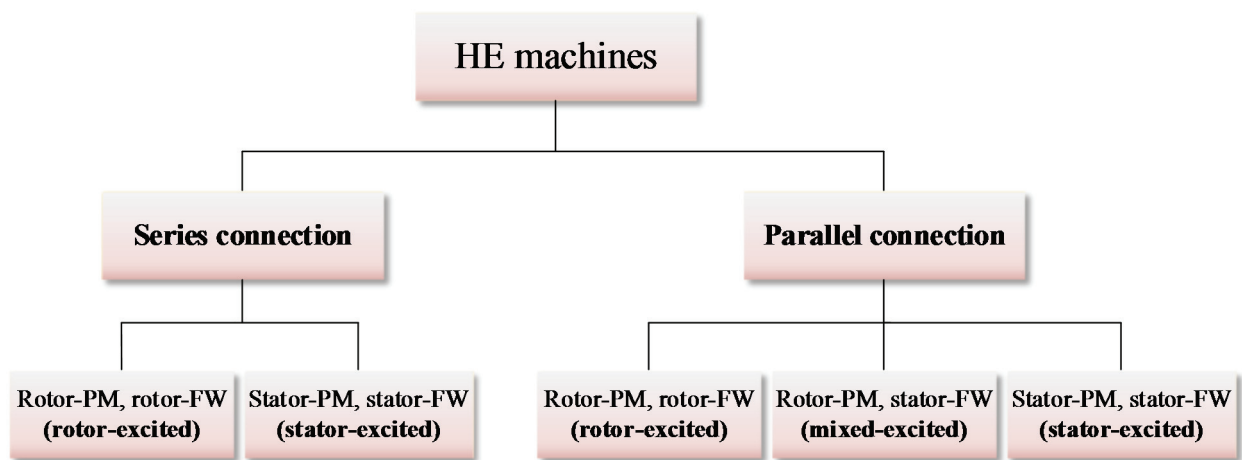 HE machines
Series connection
Parallel connection
Rotor-PM, rotor-FW
(rotor-excited)
Stator-PM, stator-FW
(stator-excited)
Rotor-PM, rotor-FW
(rotor-excited)
Rotor-PM, stator-FW
(mixed-excited)
Stator-PM, stator-FW
(stator-excited)